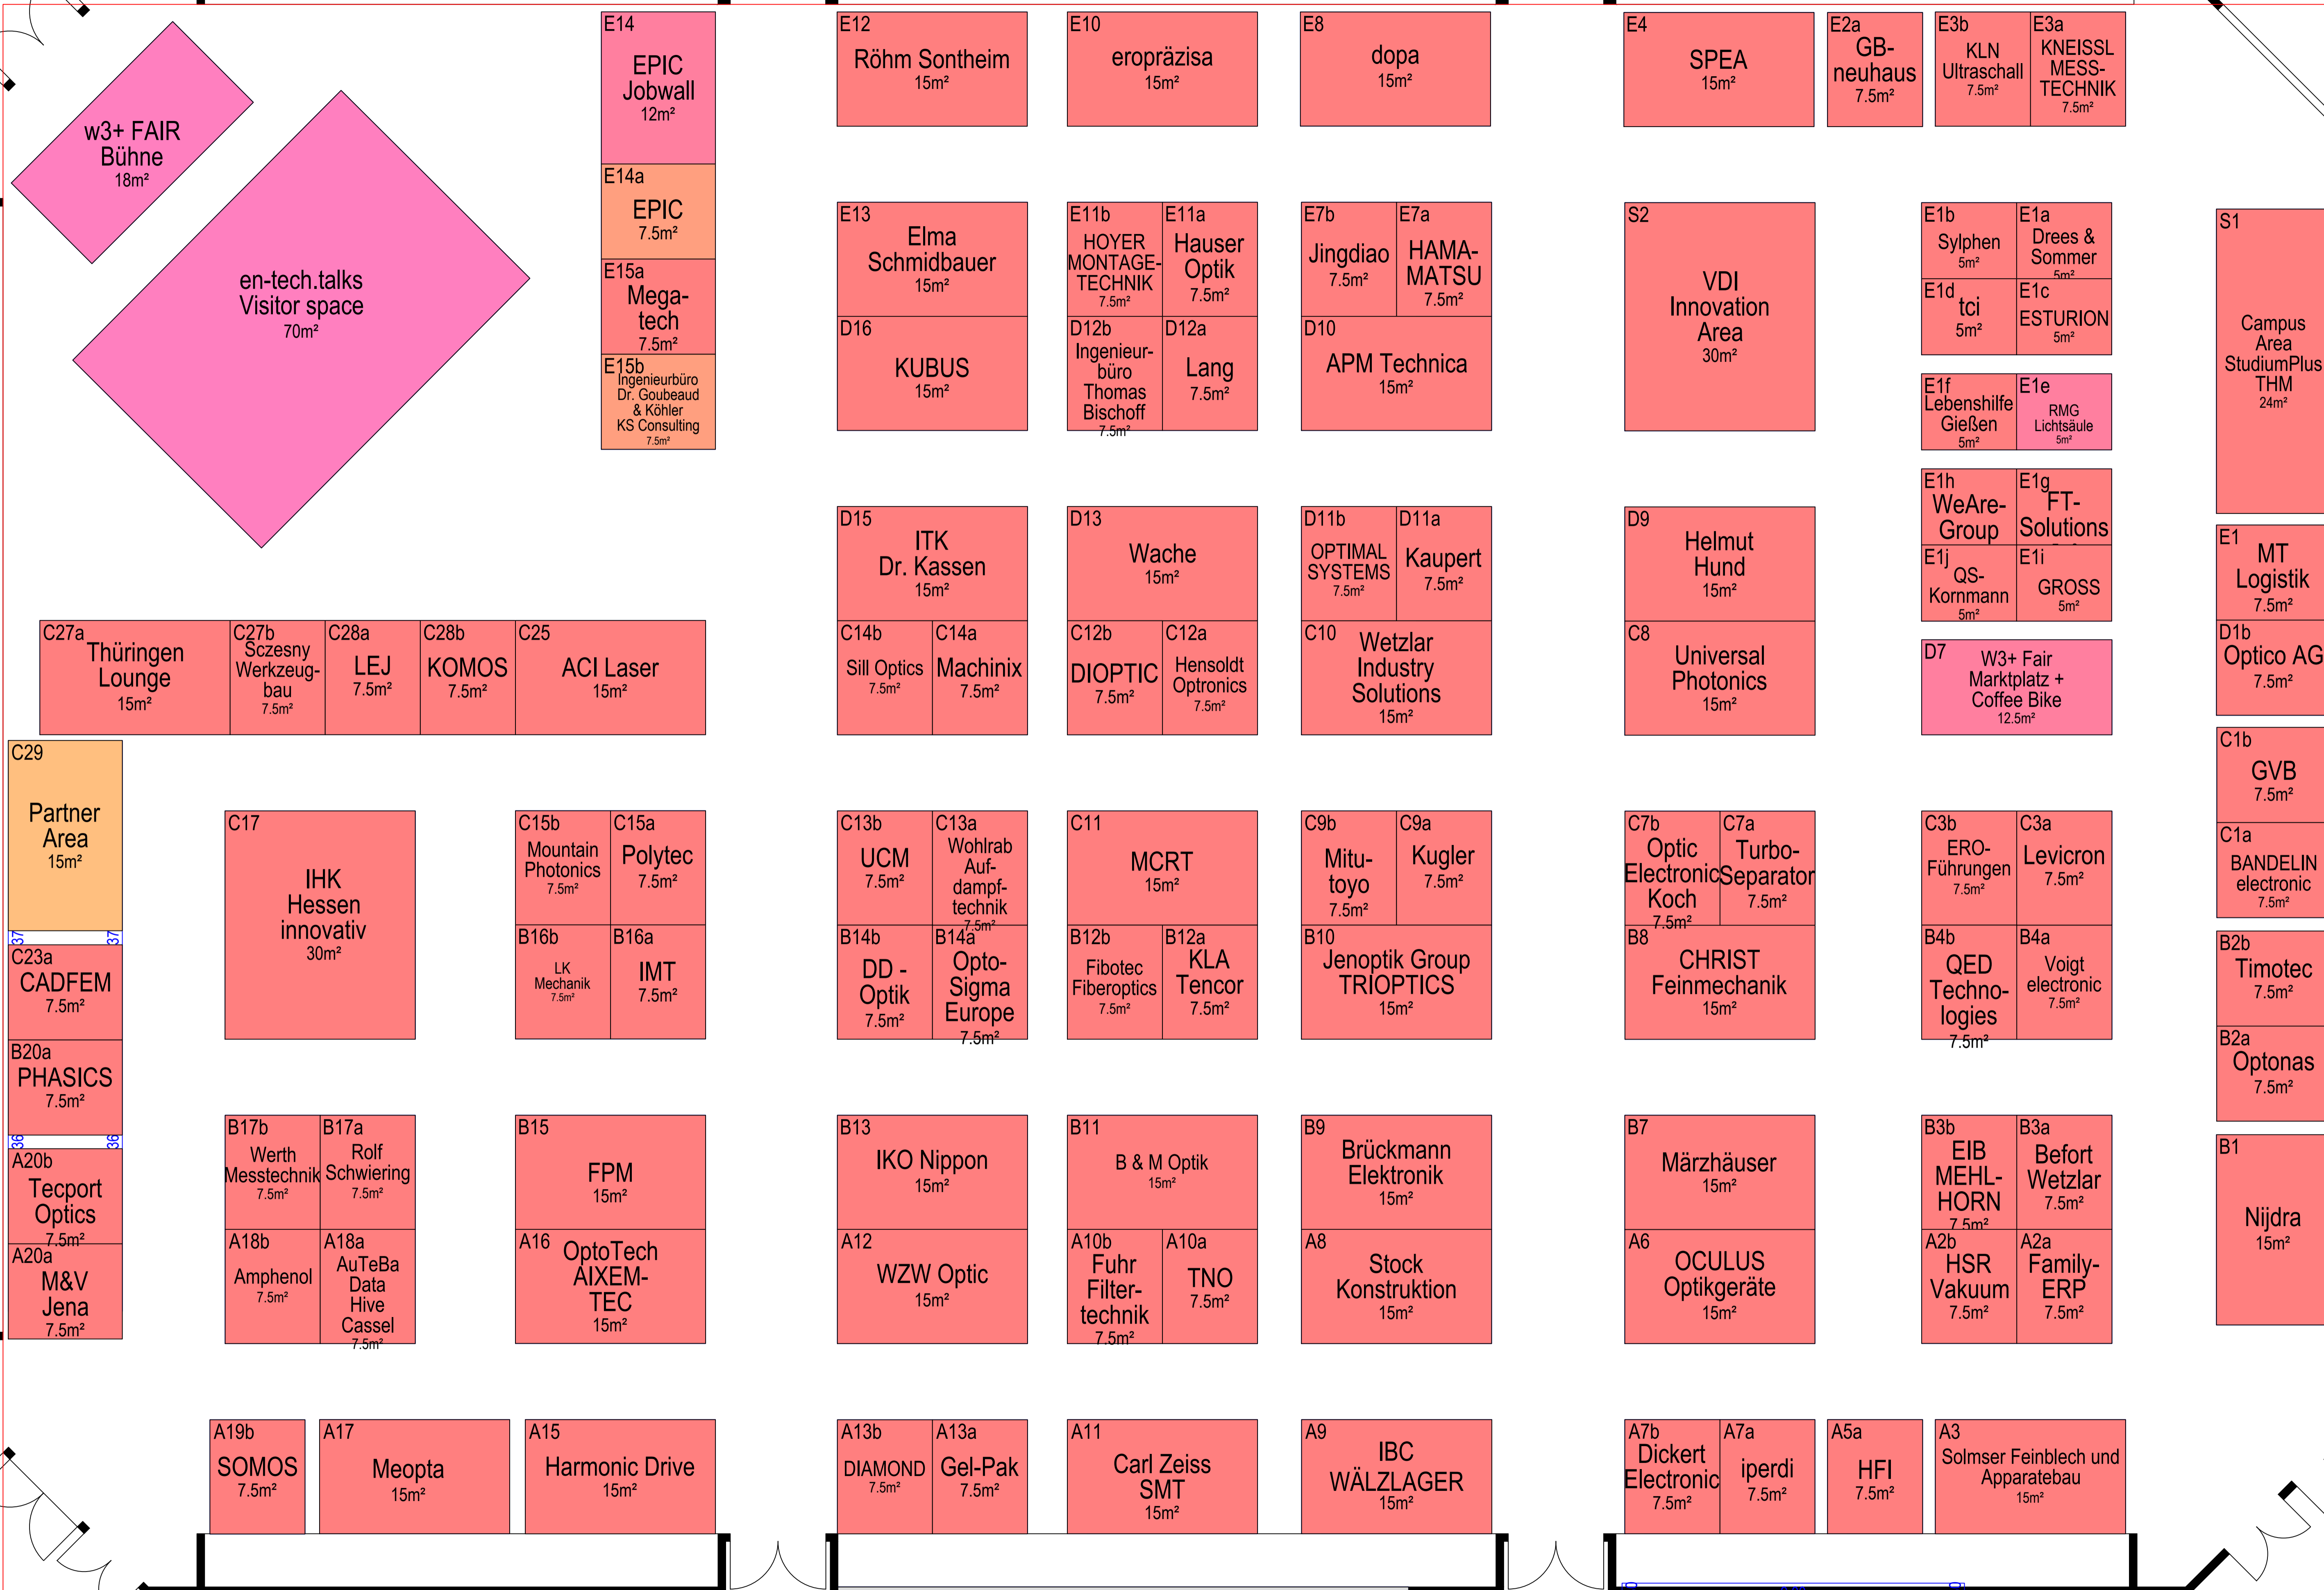 w3+ FAIR
Bühne
18m²
en-tech.talks
Visitor space
70m²
E14
EPIC
Jobwall
12m²
E14a
EPIC
7.5m²
E15a
Mega-
tech
7.5m²
E15b
Ingenieurbüro
Dr. Goubeaud
& Köhler
KS Consulting
7.5m²
E12
Röhm Sontheim
15m²
E10
eropräzisa
15m²
E8
dopa
15m²
E4
SPEA
15m²
E2a
GB-
neuhaus
7.5m²
E3b
KLN
Ultraschall
7.5m²
E3a
KNEISSL
MESS-
TECHNIK
7.5m²
E13
Elma
Schmidbauer
15m²
D16
KUBUS
15m²
E11b
HOYER
MONTAGE-
TECHNIK
7.5m²
E11a
Hauser
Optik
7.5m²
D12b
Ingenieur-
büro
Thomas
Bischoff
7.5m²
D12a
Lang
7.5m²
E7b
Jingdiao
7.5m²
E7a
HAMA-
MATSU
7.5m²
D10
APM Technica
15m²
S2
VDI
Innovation
Area
30m²
E1b
Sylphen
5m²
E1a
Drees &
Sommer
5m²
E1d
tci
5m²
E1c
ESTURION
5m²
E1f
Lebenshilfe
Gießen
5m²
E1e
RMG
Lichtsäule
5m²
E1h
WeAre-
Group
E1g
FT-
Solutions
E1j
QS-
Kornmann
5m²
E1i
GROSS
5m²
S1
Campus
Area
StudiumPlus
THM
24m²
E1
MT
Logistik
7.5m²
D1b
Optico AG
7.5m²
D15
ITK
Dr. Kassen
15m²
C14b
Sill Optics
7.5m²
C14a
Machinix
7.5m²
D13
Wache
15m²
C12b
DIOPTIC
7.5m²
C12a
Hensoldt
Optronics
7.5m²
D11b
OPTIMAL
SYSTEMS
7.5m²
D11a
Kaupert
7.5m²
C10
Wetzlar
Industry
Solutions
15m²
D9
Helmut
Hund
15m²
C8
Universal
Photonics
15m²
D7
W3+ Fair
Marktplatz +
Coffee Bike
12.5m²
C27a
Thüringen
Lounge
15m²
C27b
Sczesny
Werkzeug-
bau
7.5m²
C28a
LEJ
7.5m²
C28b
KOMOS
7.5m²
C25
ACI Laser
15m²
C29
Partner
Area
15m²
37
37
C23a
CADFEM
7.5m²
B20a
PHASICS
7.5m²
36
36
A20b
Tecport
Optics
7.5m²
A20a
M&V
Jena
7.5m²
C17
IHK
Hessen
innovativ
30m²
C15b
Mountain
Photonics
7.5m²
C15a
Polytec
7.5m²
B16b
LK
Mechanik
7.5m²
B16a
IMT
7.5m²
C13b
UCM
7.5m²
C13a
Wohlrab
Auf-
dampf-
technik
7.5m²
B14b
DD -
Optik
7.5m²
B14a
Opto-
Sigma
Europe
7.5m²
C11
MCRT
15m²
B12b
Fibotec
Fiberoptics
7.5m²
B12a
KLA
Tencor
7.5m²
C9b
Mitu-
toyo
7.5m²
C9a
Kugler
7.5m²
B10
Jenoptik Group
TRIOPTICS
15m²
C7b
Optic
Electronic
Koch
7.5m²
C7a
Turbo-
Separator
7.5m²
B8
CHRIST
Feinmechanik
15m²
C3b
ERO-
Führungen
7.5m²
C3a
Levicron
7.5m²
B4b
QED
Techno-
logies
7.5m²
B4a
Voigt
electronic
7.5m²
C1b
GVB
7.5m²
C1a
BANDELIN
electronic
7.5m²
B2b
Timotec
7.5m²
B2a
Optonas
7.5m²
B1
Nijdra
15m²
B17b
Werth
Messtechnik
7.5m²
B17a
Rolf
Schwiering
7.5m²
A18b
Amphenol
7.5m²
A18a
AuTeBa
Data
Hive
Cassel
7.5m²
B15
FPM
15m²
A16
OptoTech
AIXEM-
TEC
15m²
B13
IKO Nippon
15m²
A12
WZW Optic
15m²
B11
B & M Optik
15m²
A10b
Fuhr
Filter-
technik
7.5m²
A10a
TNO
7.5m²
B9
Brückmann
Elektronik
15m²
A8
Stock
Konstruktion
15m²
B7
Märzhäuser
15m²
A6
OCULUS
Optikgeräte
15m²
B3b
EIB
MEHL-
HORN
7.5m²
B3a
Befort
Wetzlar
7.5m²
A2b
HSR
Vakuum
7.5m²
A2a
Family-
ERP
7.5m²
A19b
SOMOS
7.5m²
A17
Meopta
15m²
A15
Harmonic Drive
15m²
A13b
DIAMOND
7.5m²
A13a
Gel-Pak
7.5m²
A11
Carl Zeiss
SMT
15m²
A9
IBC
WÄLZLAGER
15m²
A7b
Dickert
Electronic
7.5m²
A7a
iperdi
7.5m²
A5a
HFI
7.5m²
A3
Solmser Feinblech und
Apparatebau
15m²